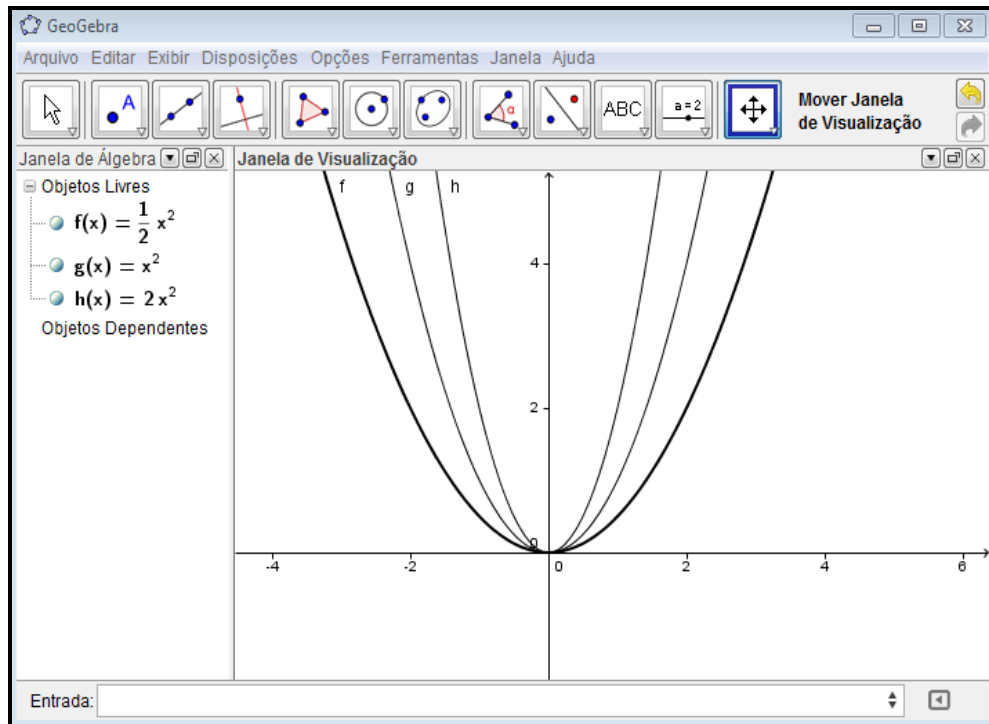 GeoGebra
Arquivo Editar Exibir Disposições Opções Ferramentas Janela Ajuda
A
α
ABC
a=2
Mover Janela
de Visualização
Janela de Álgebra
Janela de Visualização
Objetos Livres
f(x) = 1/2 x²
g(x) = x²
h(x) = 2 x²
Objetos Dependentes
f g h
4
2
0
-4 -2 0 2 4 6
Entrada: